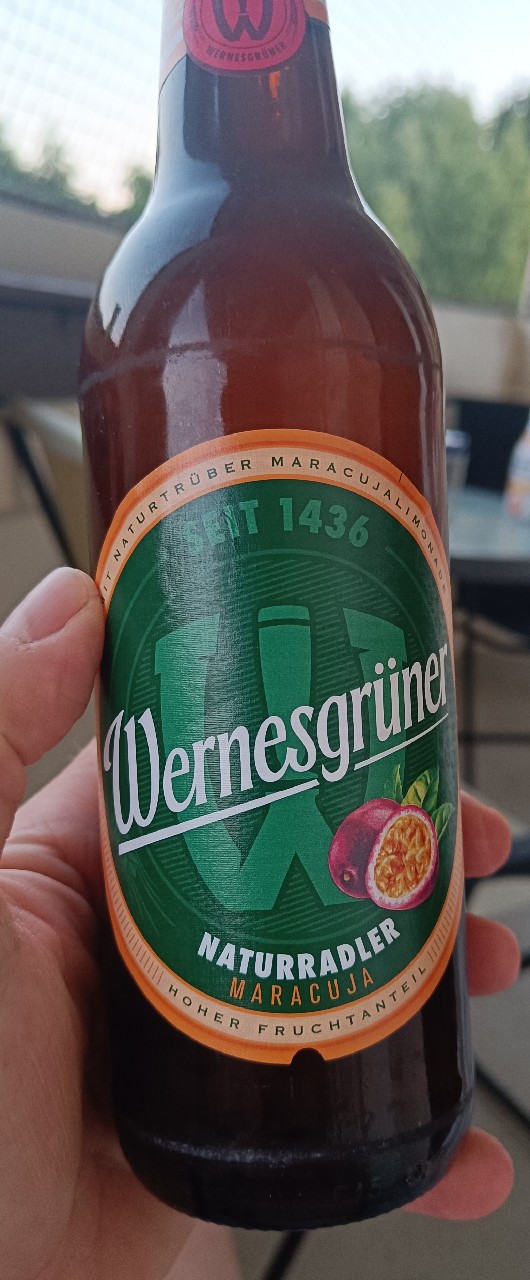 W
WERNESGRÜNER
NATURTRÜBER MARACUJALIMONADE
SEIT 1436
W
Wernesgrüner
NATURRADLER
MARACUJA
HOHER FRUCHTANTEIL